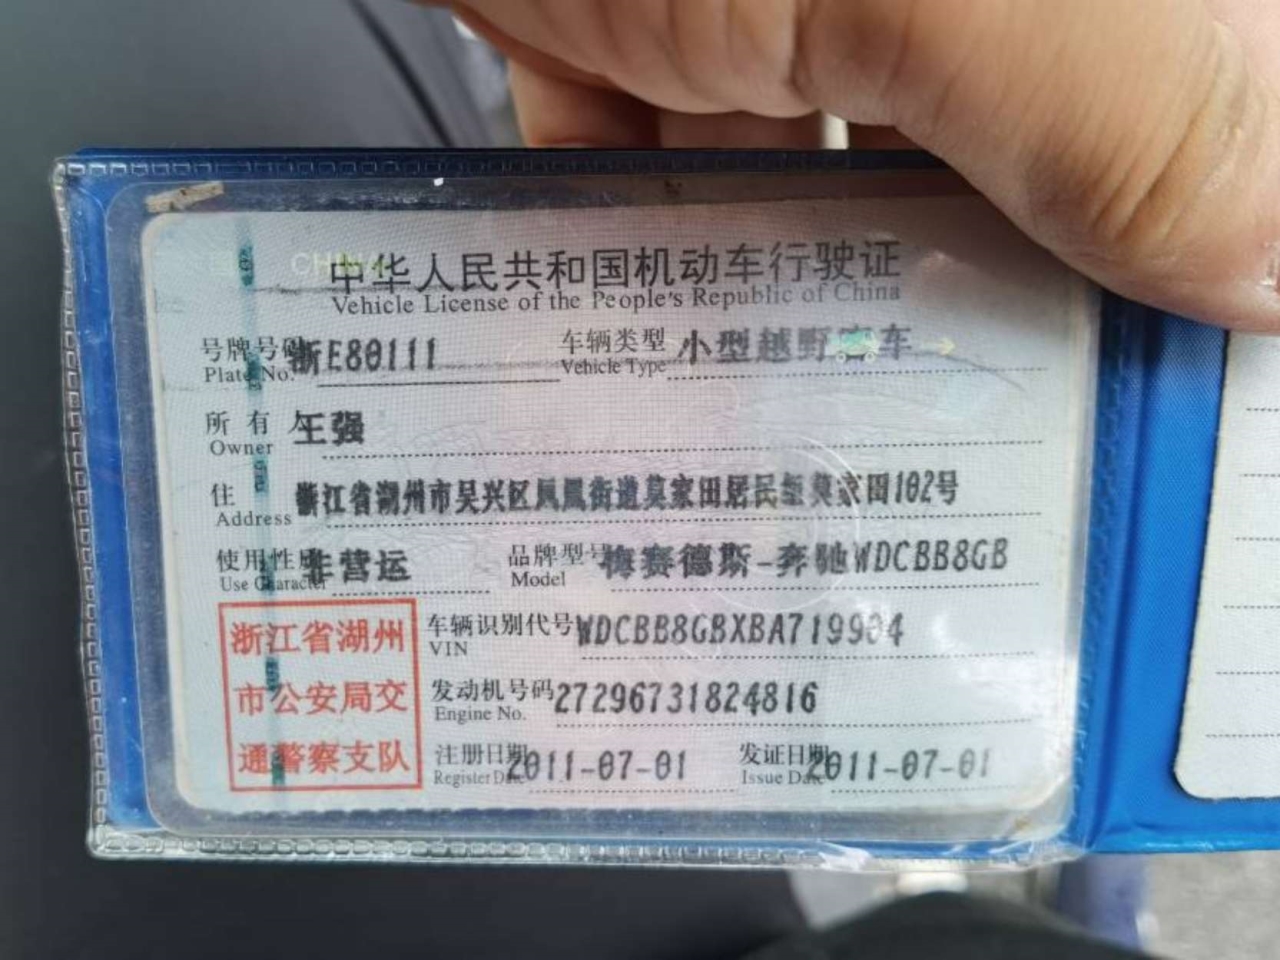 中华人民共和国机动车行驶证
Vehicle License of the People's Republic of China
号牌号码 浙E80111 车辆类型 小型越野客车
Plate No. Vehicle Type
所有人 王强
Owner
住 浙江省湖州市吴兴区凤凰街道莫家田居民组莫家田102号
Address
使用性质 非营运 品牌型号 梅赛德斯-奔驰WDCBB8GB
Use Character Model
浙江省湖州
市公安局交
通警察支队
车辆识别代号 WDCBB8GBXBA719904
VIN
发动机号码 27296731824816
Engine No.
注册日期 2011-07-01 发证日期 2011-07-01
Register Date Issue Date